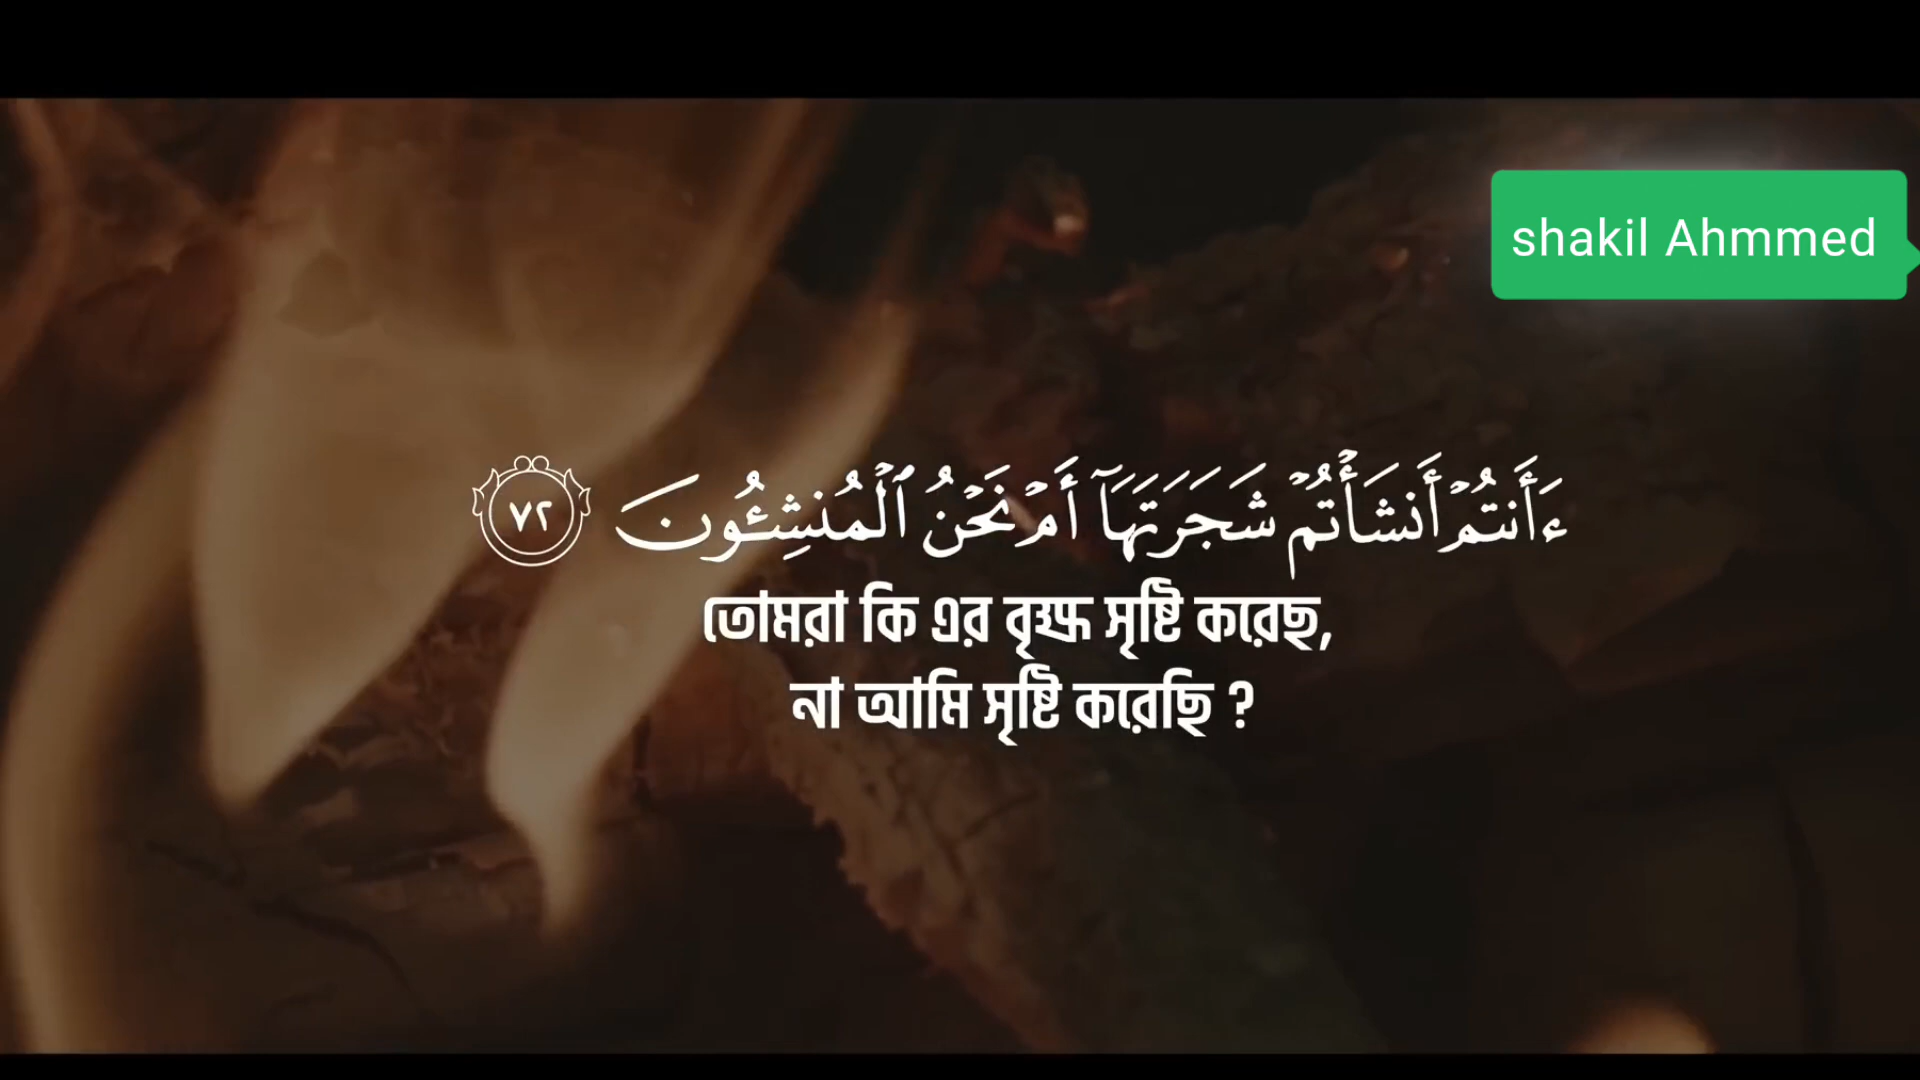 shakil Ahmmed
ءَأَنتُمۡ أَنشَأۡتُمۡ شَجَرَتَهَآ أَمۡ نَحۡنُ ٱلۡمُنشِـُٔونَ ٧٢
তোমরা কি এর বৃক্ষ সৃষ্টি করেছ,
না আমি সৃষ্টি করেছি ?